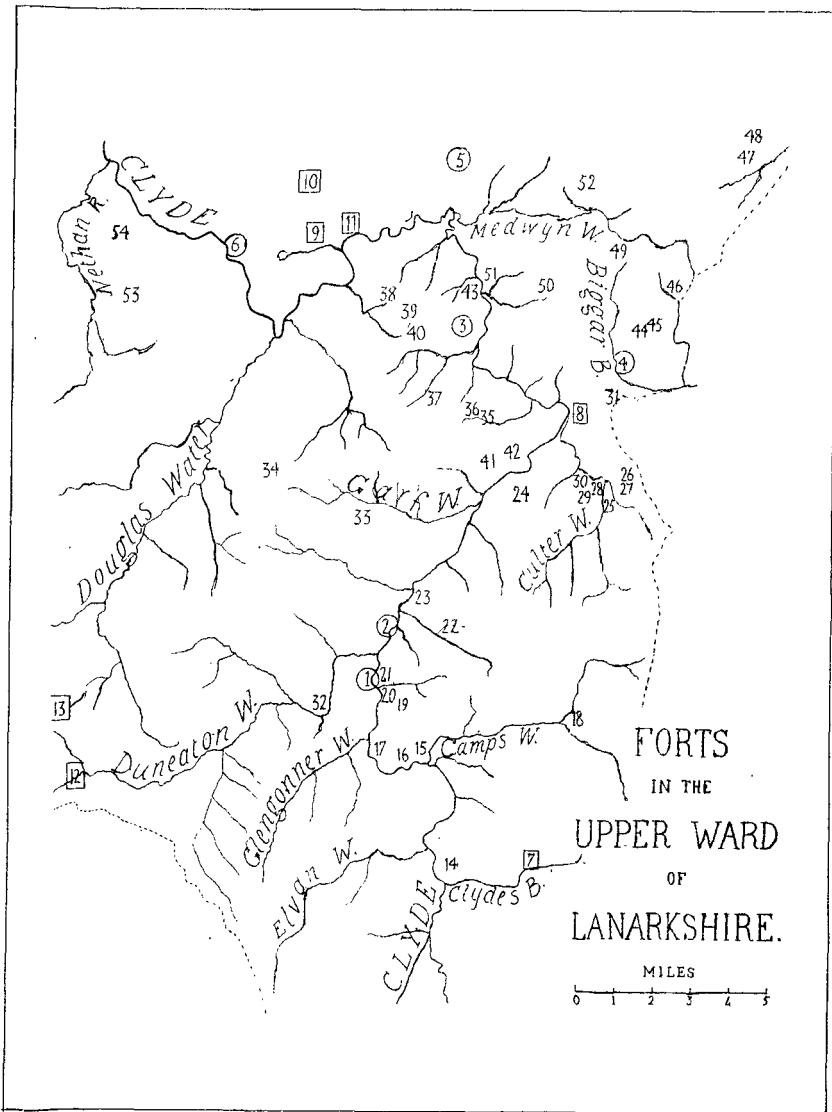 48
47
5
52
CLYDE
10
Nethan R.
54
6
9
11
Medwyn W.
49
53
51
50
Biggar B.
46
38
43
39
3
44
45
40
4
37
31
36
35
8
Douglas Water
42
34
41
Clark W.
24
30
26
28
27
29
25
33
Culter W.
23
2
22
1
21
20
19
32
13
18
Duneaton W.
17
16
15
Camps W.
FORTS
12
IN THE
Glengonner W.
UPPER WARD
7
14
OF
Elvan W.
Clydes B.
LANARKSHIRE.
CLYDE
MILES
0 1 2 3 4 5